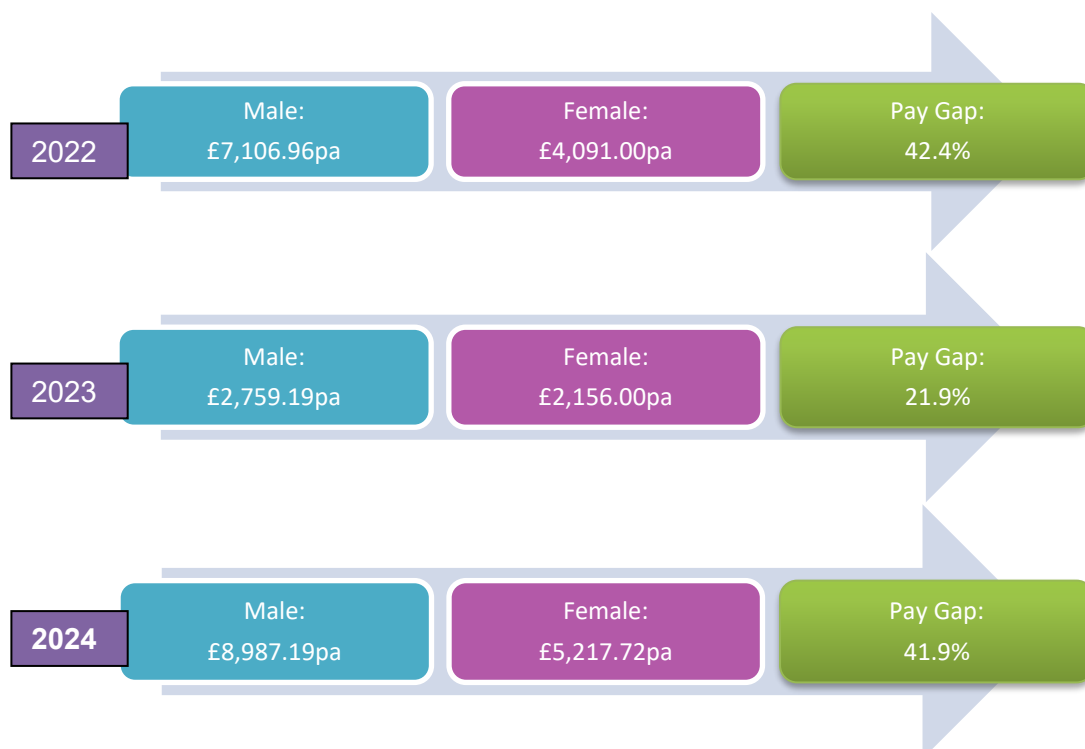 2022
Male:
£7,106.96pa
Female:
£4,091.00pa
Pay Gap:
42.4%
2023
Male:
£2,759.19pa
Female:
£2,156.00pa
Pay Gap:
21.9%
2024
Male:
£8,987.19pa
Female:
£5,217.72pa
Pay Gap:
41.9%